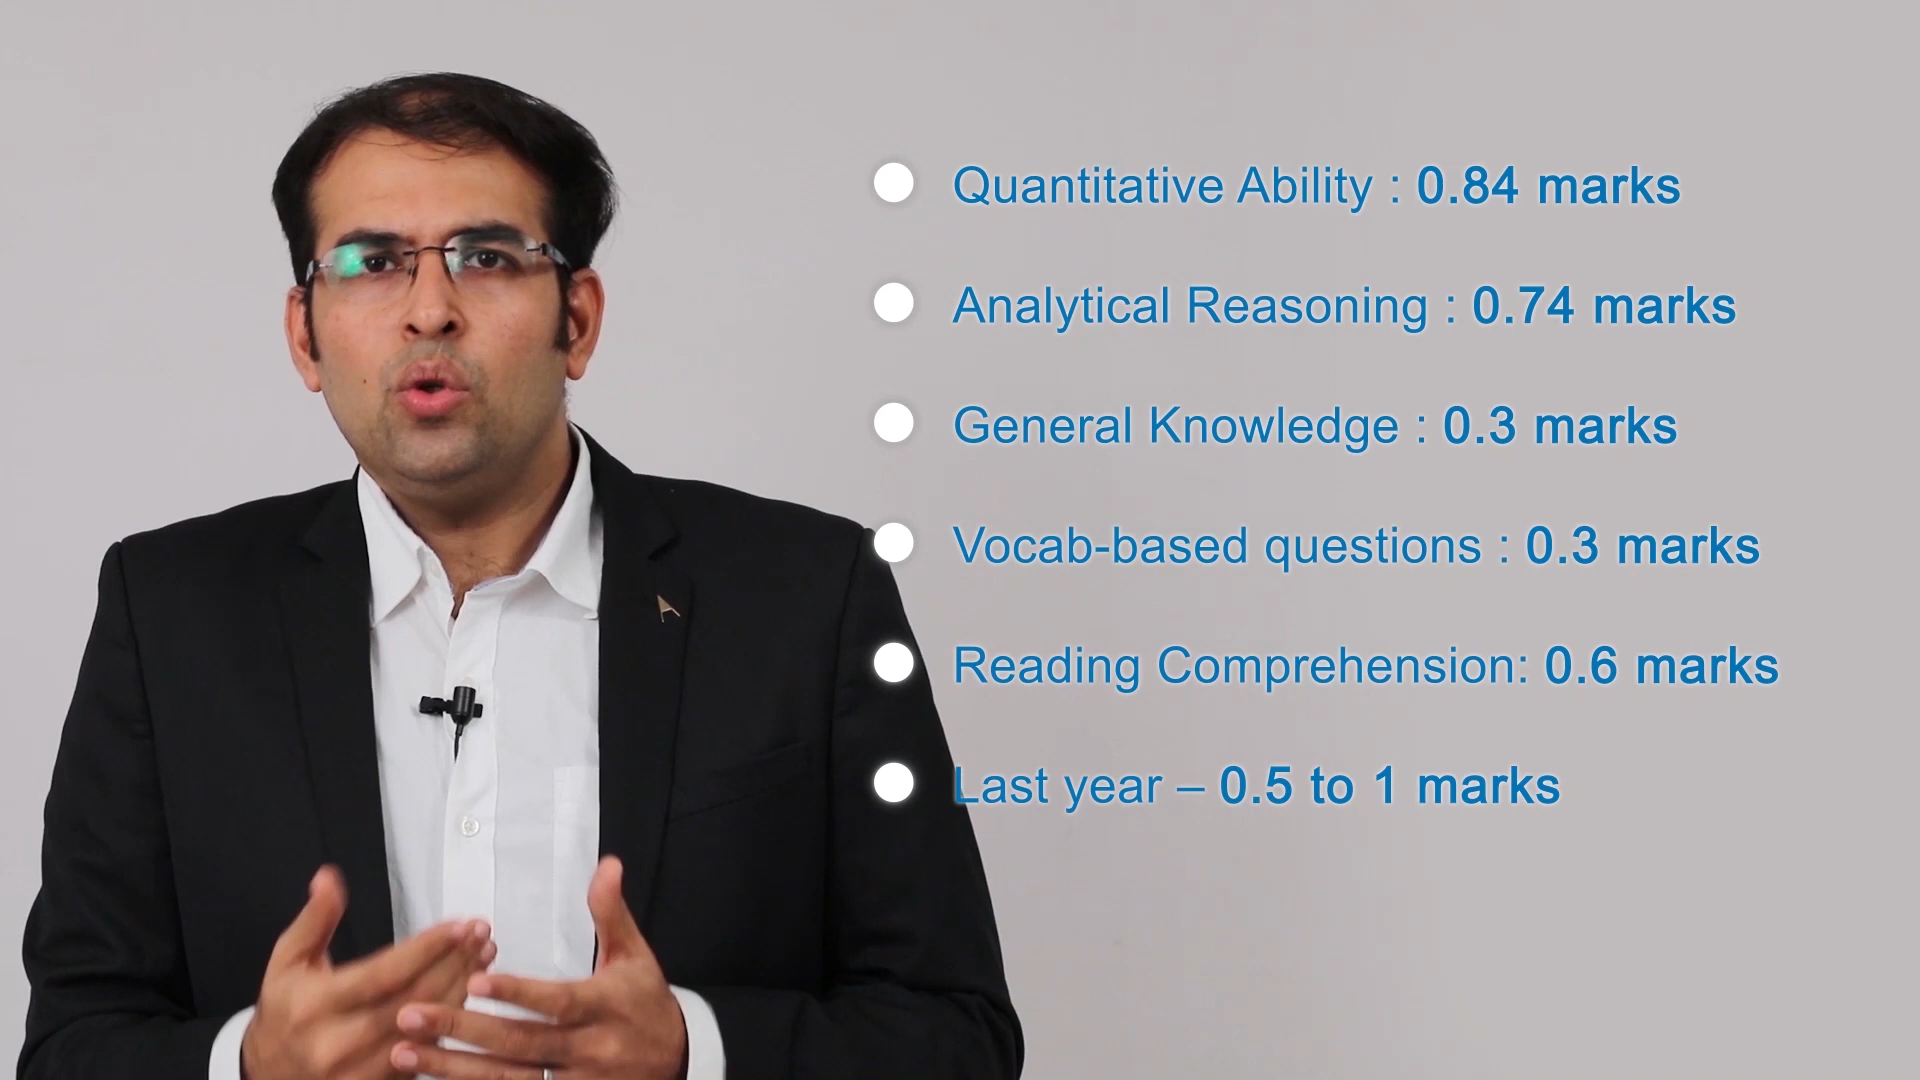 Quantitative Ability : 0.84 marks
Analytical Reasoning : 0.74 marks
General Knowledge : 0.3 marks
Vocab-based questions : 0.3 marks
Reading Comprehension: 0.6 marks
Last year – 0.5 to 1 marks